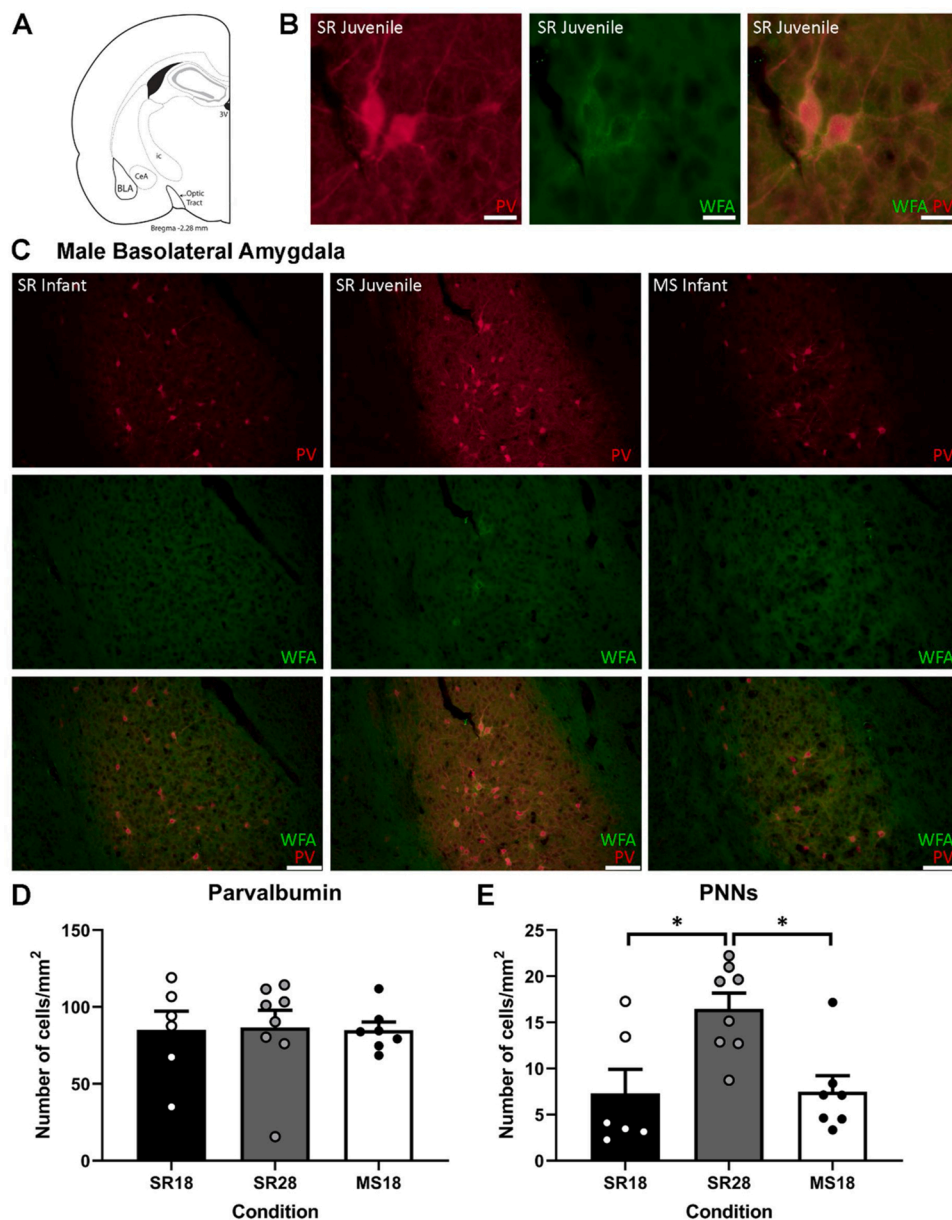 A
3V
ic
CeA
BLA
Optic
Tract
Bregma -2.28 mm
B
SR Juvenile
PV
SR Juvenile
WFA
SR Juvenile
WFA PV
C Male Basolateral Amygdala
SR Infant
PV
SR Juvenile
PV
MS Infant
PV
WFA
WFA
WFA
WFA
PV
WFA
PV
WFA
PV
D
Parvalbumin
Number of cells/mm²
150
100
50
0
SR18 SR28 MS18
Condition
E
PNNs
* *
Number of cells/mm²
25
20
15
10
5
0
SR18 SR28 MS18
Condition